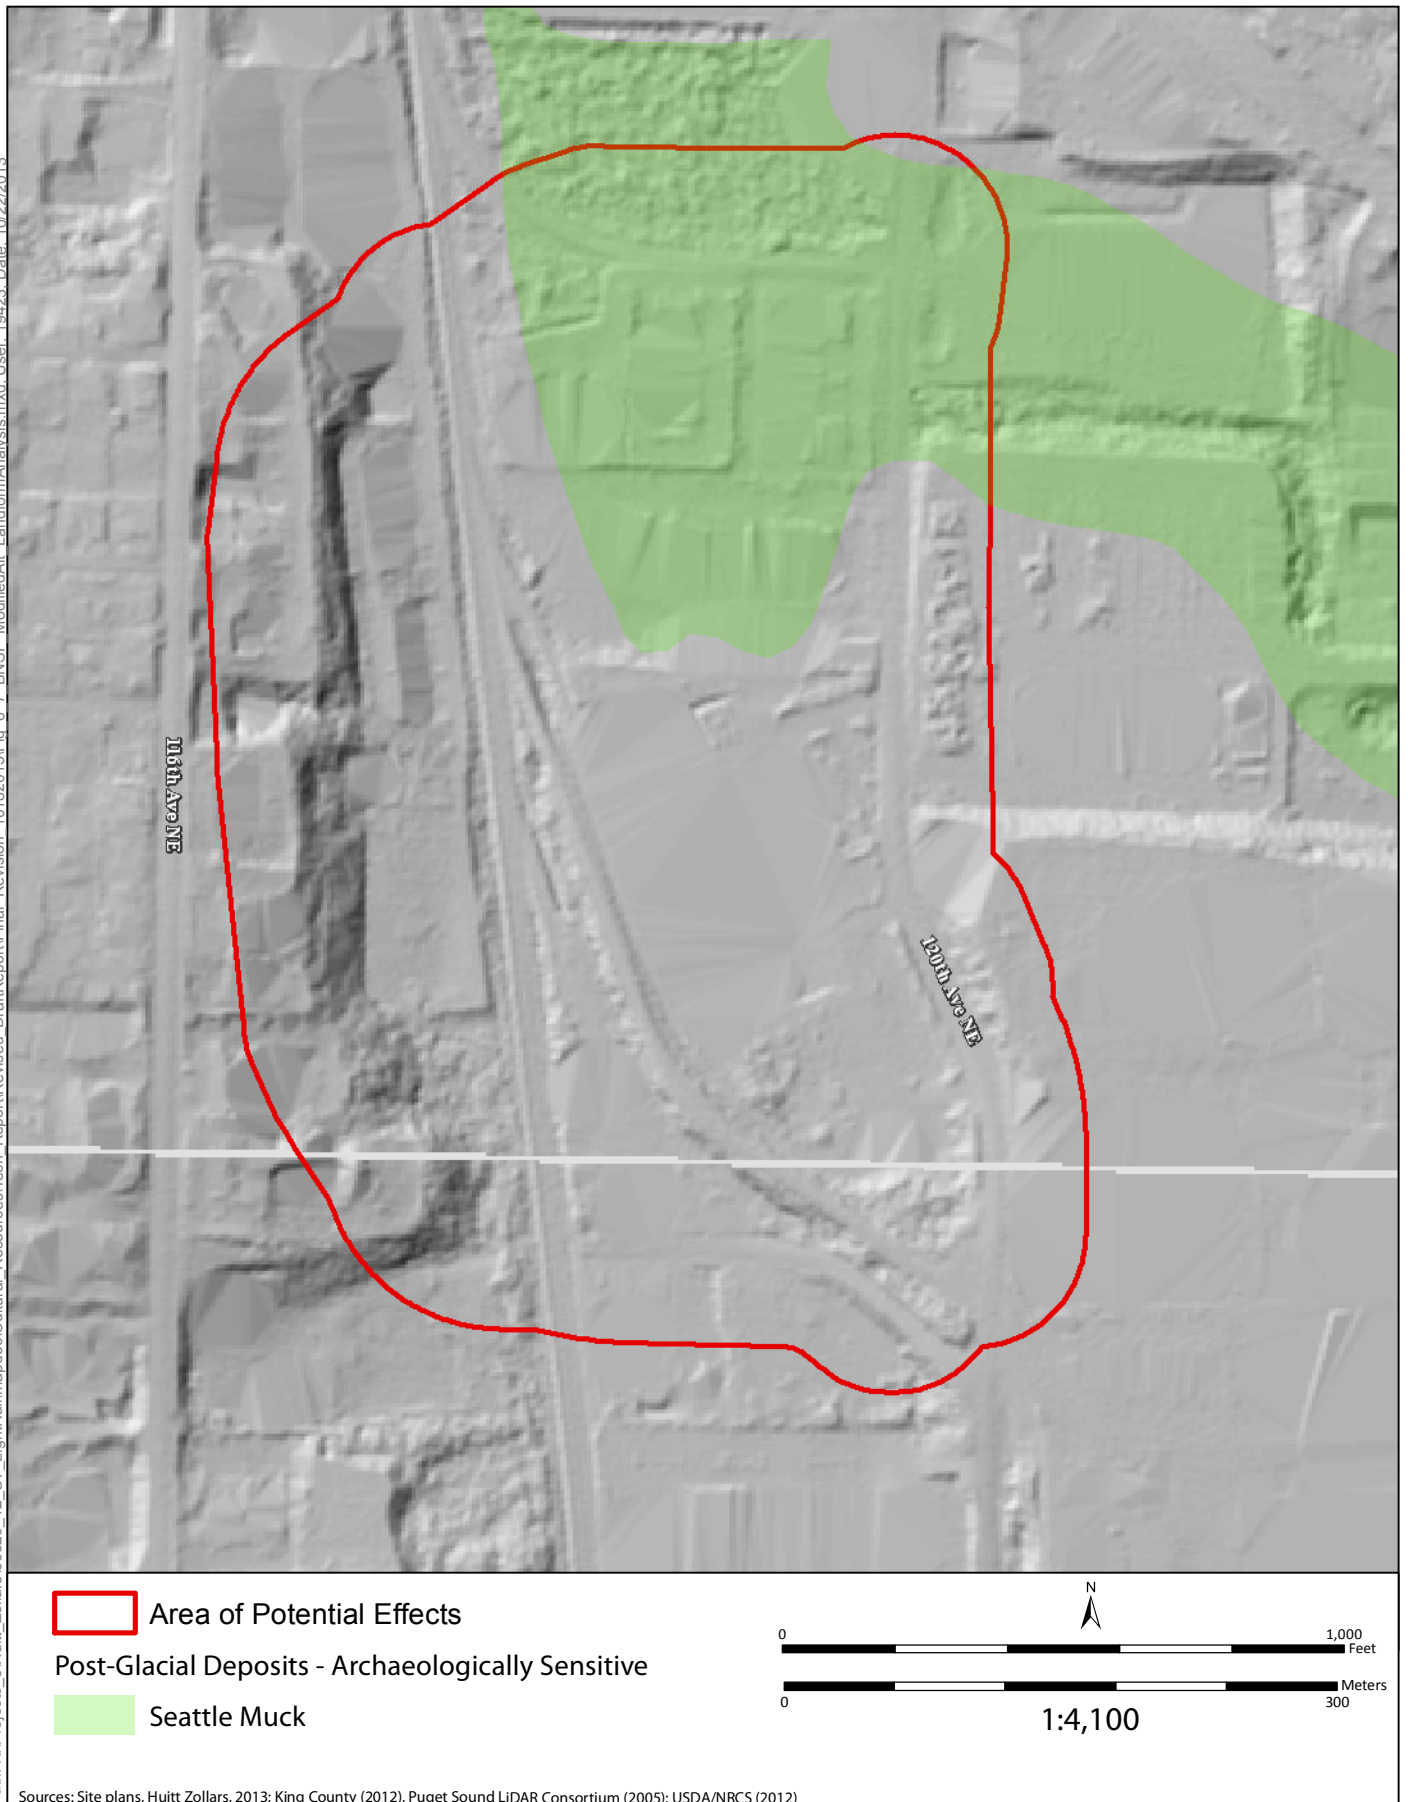 116th Ave NE
120th Ave NE
Area of Potential Effects
Post-Glacial Deposits - Archaeologically Sensitive
Seattle Muck
N
0 1,000
Feet
Meters
0 300
1:4,100
Sources: Site plans, Huitt Zollars, 2013; King County (2012), Puget Sound LiDAR Consortium (2005); USDA/NRCS (2012)